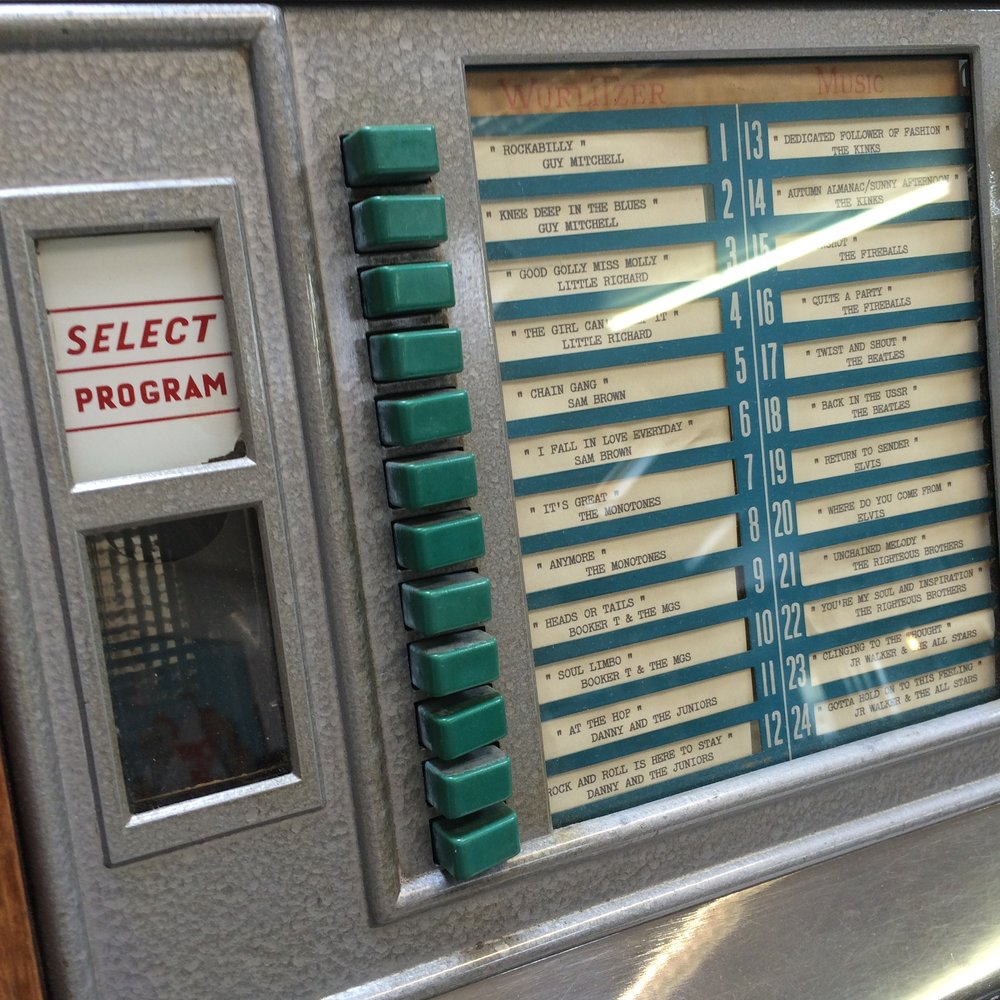 SELECT
PROGRAM
WURLITZER MUSIC
1
" ROCKABILLY "
GUY MITCHELL
2
" KNEE DEEP IN THE BLUES "
GUY MITCHELL
3
" GOOD GOLLY MISS MOLLY "
LITTLE RICHARD
4
" THE GIRL IT "
LITTLE RICHARD
5
" CHAIN GANG "
SAM BROWN
6
" I FALL IN LOVE EVERYDAY "
SAM BROWN
7
" IT'S GREAT "
THE MONOTONES
8
" ANYMORE "
THE MONOTONES
9
" HEADS OR TAILS "
BOOKER T & THE MGS
10
" SOUL LIMBO "
BOOKER T & THE MGS
11
" AT THE HOP "
DANNY AND THE JUNIORS
12
ROCK AND ROLL IS HERE TO STAY "
DANNY AND THE JUNIORS
13
" DEDICATED FOLLOWER OF FASHION "
THE KINKS
14
" AUTUMN ALMANAC/SUNNY AFTERNOON "
THE KINKS
15
THE FIREBALLS
16
" QUITE A PARTY "
THE FIREBALLS
17
" TWIST AND SHOUT "
THE BEATLES
18
" BACK IN THE USSR "
THE BEATLES
19
" RETURN TO SENDER "
ELVIS
20
" WHERE DO YOU COME FROM "
ELVIS
21
" UNCHAINED MELODY "
THE RIGHTEOUS BROTHERS
22
" YOU'RE MY SOUL AND INSPIRATION "
THE RIGHTEOUS BROTHERS
23
" CLINGING TO THE THOUGHT "
JR WALKER & THE ALL STARS
24
" GOTTA HOLD ON TO THIS FEELING "
JR WALKER & THE ALL STARS